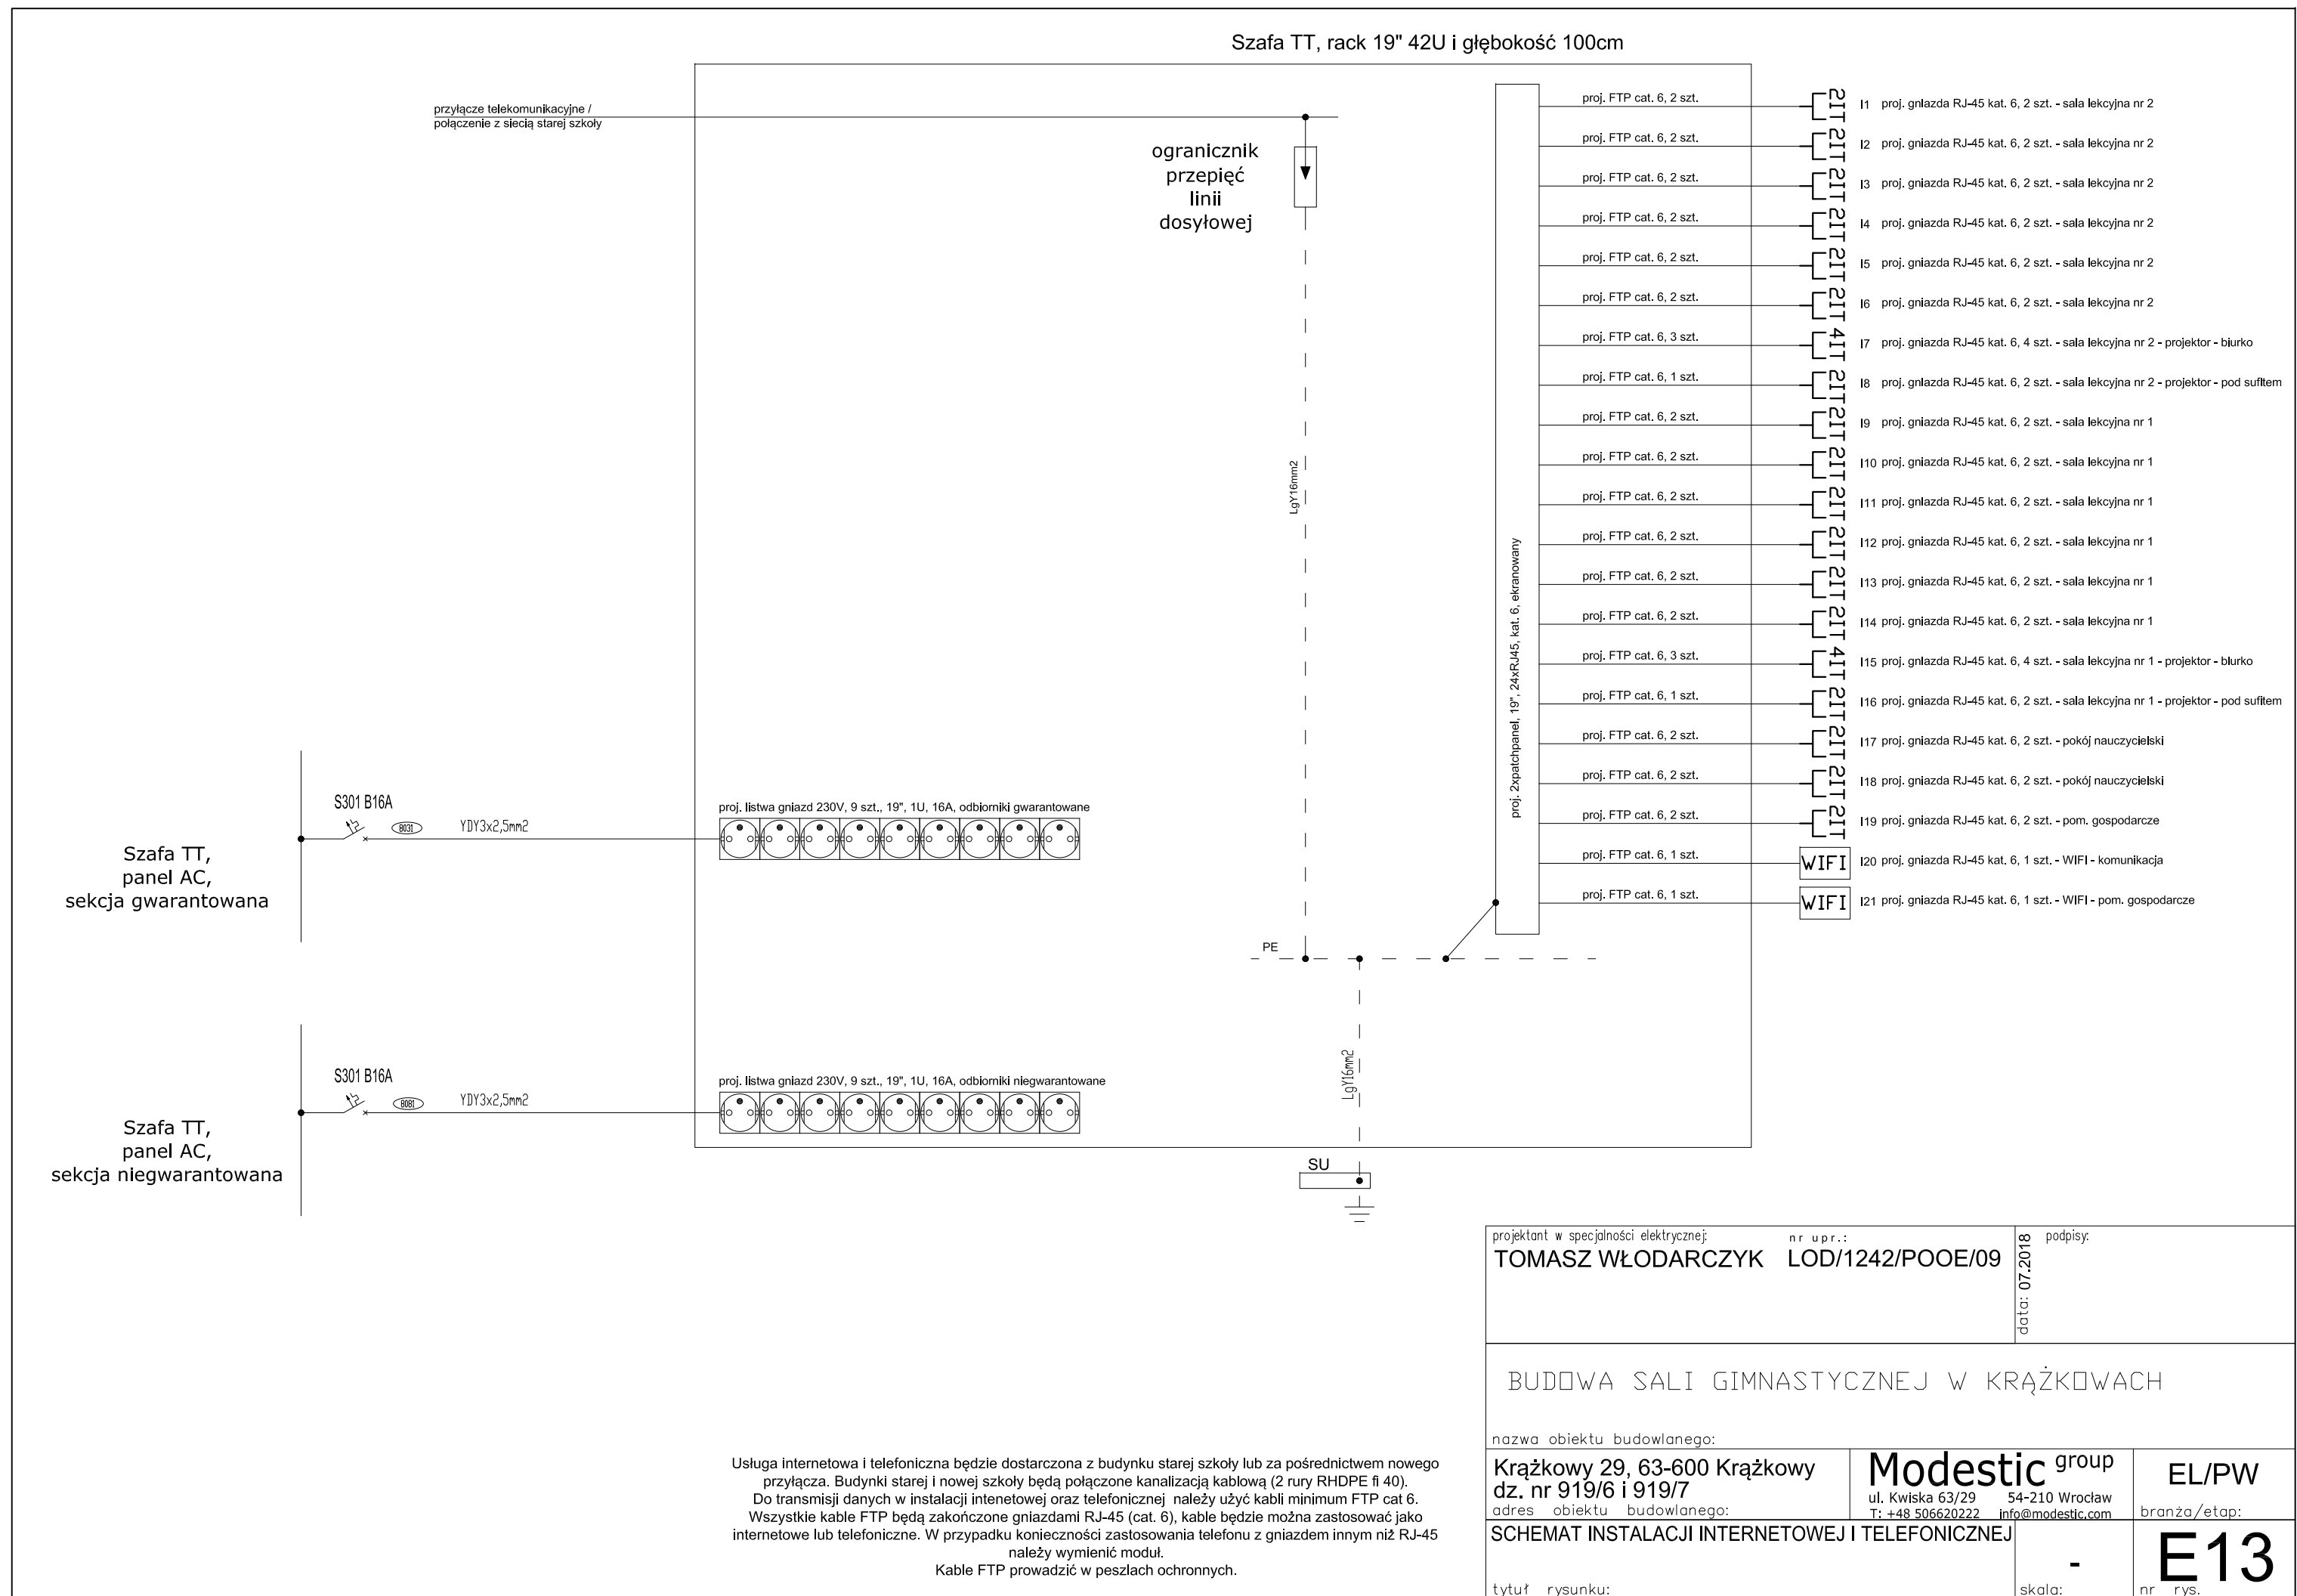 Szafa TT, rack 19" 42U i głębokość 100cm
przyłącze telekomunikacyjne /
połączenie z siecią starej szkoły
ogranicznik
przepięć
linii
dosyłowej
LgY16mm2
proj. 2xpatchpanel, 19", 24xRJ45, kat. 6, ekranowany
proj. FTP cat. 6, 2 szt.
2IT
I1 proj. gniazda RJ-45 kat. 6, 2 szt. - sala lekcyjna nr 2
proj. FTP cat. 6, 2 szt.
2IT
I2 proj. gniazda RJ-45 kat. 6, 2 szt. - sala lekcyjna nr 2
proj. FTP cat. 6, 2 szt.
2IT
I3 proj. gniazda RJ-45 kat. 6, 2 szt. - sala lekcyjna nr 2
proj. FTP cat. 6, 2 szt.
2IT
I4 proj. gniazda RJ-45 kat. 6, 2 szt. - sala lekcyjna nr 2
proj. FTP cat. 6, 2 szt.
2IT
I5 proj. gniazda RJ-45 kat. 6, 2 szt. - sala lekcyjna nr 2
proj. FTP cat. 6, 2 szt.
2IT
I6 proj. gniazda RJ-45 kat. 6, 2 szt. - sala lekcyjna nr 2
proj. FTP cat. 6, 3 szt.
4IT
I7 proj. gniazda RJ-45 kat. 6, 4 szt. - sala lekcyjna nr 2 - projektor - biurko
proj. FTP cat. 6, 1 szt.
2IT
I8 proj. gniazda RJ-45 kat. 6, 2 szt. - sala lekcyjna nr 2 - projektor - pod sufitem
proj. FTP cat. 6, 2 szt.
2IT
I9 proj. gniazda RJ-45 kat. 6, 2 szt. - sala lekcyjna nr 1
proj. FTP cat. 6, 2 szt.
2IT
I10 proj. gniazda RJ-45 kat. 6, 2 szt. - sala lekcyjna nr 1
proj. FTP cat. 6, 2 szt.
2IT
I11 proj. gniazda RJ-45 kat. 6, 2 szt. - sala lekcyjna nr 1
proj. FTP cat. 6, 2 szt.
2IT
I12 proj. gniazda RJ-45 kat. 6, 2 szt. - sala lekcyjna nr 1
proj. FTP cat. 6, 2 szt.
2IT
I13 proj. gniazda RJ-45 kat. 6, 2 szt. - sala lekcyjna nr 1
proj. FTP cat. 6, 2 szt.
2IT
I14 proj. gniazda RJ-45 kat. 6, 2 szt. - sala lekcyjna nr 1
proj. FTP cat. 6, 3 szt.
4IT
I15 proj. gniazda RJ-45 kat. 6, 4 szt. - sala lekcyjna nr 1 - projektor - biurko
proj. FTP cat. 6, 1 szt.
2IT
I16 proj. gniazda RJ-45 kat. 6, 2 szt. - sala lekcyjna nr 1 - projektor - pod sufitem
proj. FTP cat. 6, 2 szt.
2IT
I17 proj. gniazda RJ-45 kat. 6, 2 szt. - pokój nauczycielski
proj. FTP cat. 6, 2 szt.
2IT
I18 proj. gniazda RJ-45 kat. 6, 2 szt. - pokój nauczycielski
proj. FTP cat. 6, 2 szt.
2IT
I19 proj. gniazda RJ-45 kat. 6, 2 szt. - pom. gospodarcze
proj. FTP cat. 6, 1 szt.
WIFI
I20 proj. gniazda RJ-45 kat. 6, 1 szt. - WIFI - komunikacja
proj. FTP cat. 6, 1 szt.
WIFI
I21 proj. gniazda RJ-45 kat. 6, 1 szt. - WIFI - pom. gospodarcze
S301 B16A
B031
YDY3x2,5mm2
proj. listwa gniazd 230V, 9 szt., 19", 1U, 16A, odbiorniki gwarantowane
Szafa TT,
panel AC,
sekcja gwarantowana
PE
LgY16mm2
S301 B16A
B081
YDY3x2,5mm2
proj. listwa gniazd 230V, 9 szt., 19", 1U, 16A, odbiorniki niegwarantowane
Szafa TT,
panel AC,
sekcja niegwarantowana
SU
projektant w specjalności elektrycznej:
nr upr.:
TOMASZ WŁODARCZYK LOD/1242/POOE/09
data: 07.2018
podpisy:
BUDOWA SALI GIMNASTYCZNEJ W KRĄŻKOWACH
nazwa obiektu budowlanego:
Krążkowy 29, 63-600 Krążkowy
dz. nr 919/6 i 919/7
adres obiektu budowlanego:
Modestic group
ul. Kwiska 63/29 54-210 Wrocław
T: +48 506620222 info@modestic.com
EL/PW
branża/etap:
SCHEMAT INSTALACJI INTERNETOWEJ I TELEFONICZNEJ
tytuł rysunku:
-
skala:
E13
nr rys.
Usługa internetowa i telefoniczna będzie dostarczona z budynku starej szkoły lub za pośrednictwem nowego
przyłącza. Budynki starej i nowej szkoły będą połączone kanalizacją kablową (2 rury RHDPE fi 40).
Do transmisji danych w instalacji intenetowej oraz telefonicznej należy użyć kabli minimum FTP cat 6.
Wszystkie kable FTP będą zakończone gniazdami RJ-45 (cat. 6), kable będzie można zastosować jako
internetowe lub telefoniczne. W przypadku konieczności zastosowania telefonu z gniazdem innym niż RJ-45
należy wymienić moduł.
Kable FTP prowadzić w peszlach ochronnych.